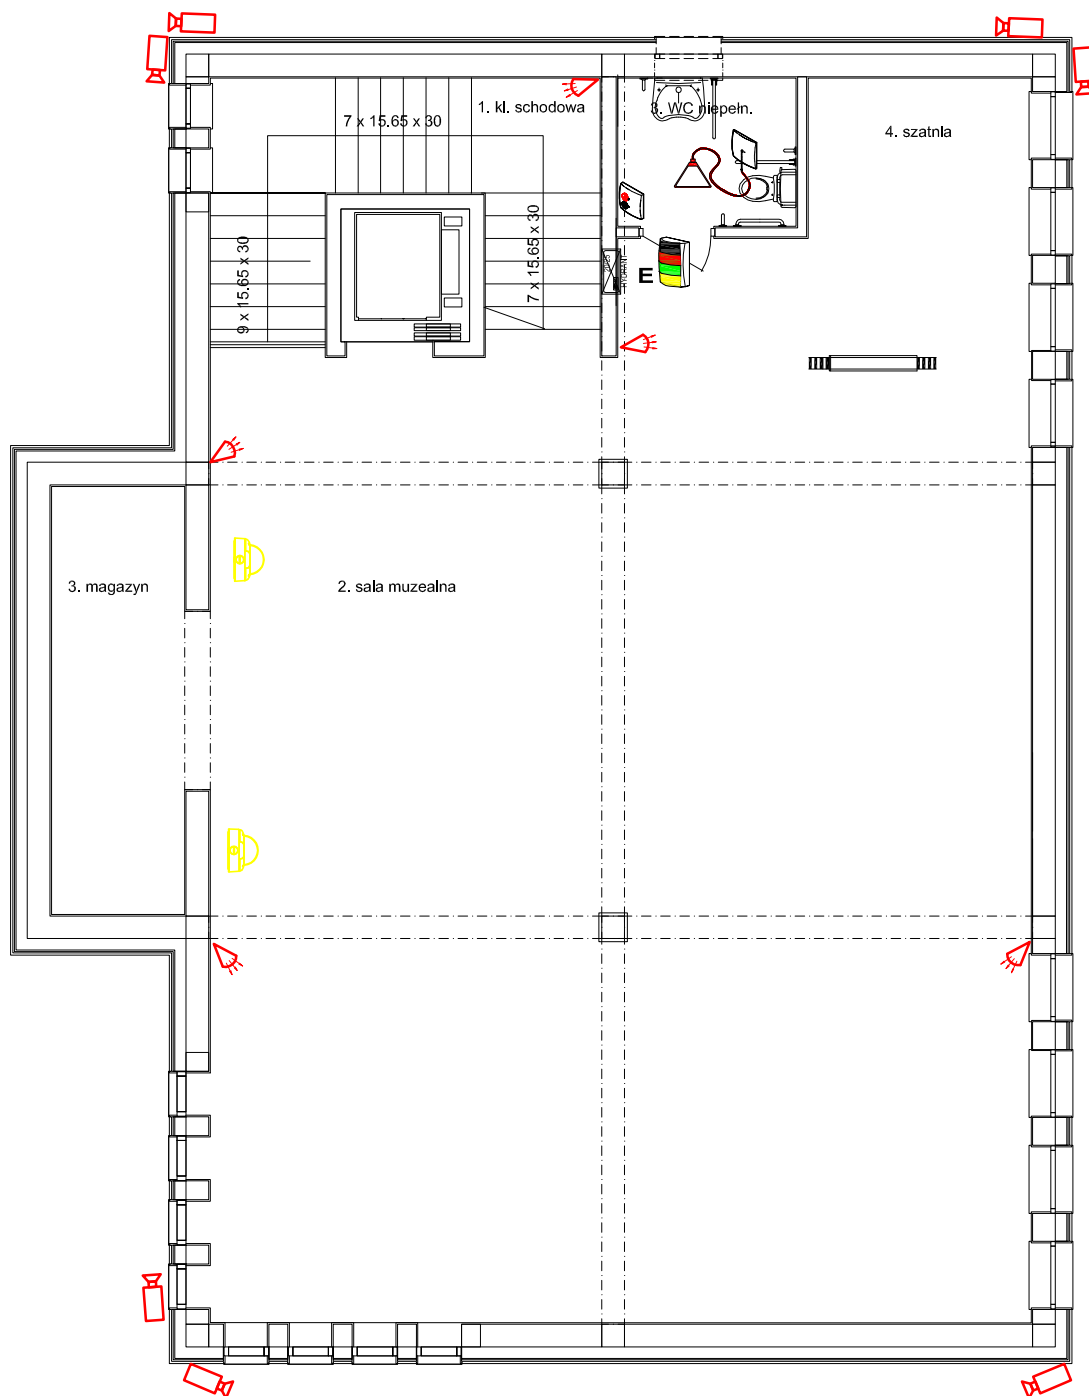 1. kl. schodowa
7 x 15.65 x 30
3. WC niepełn.
4. szatnia
9 x 15.65 x 30
7 x 15.65 x 30
HYDRANT
E
3. magazyn
2. sala muzealna